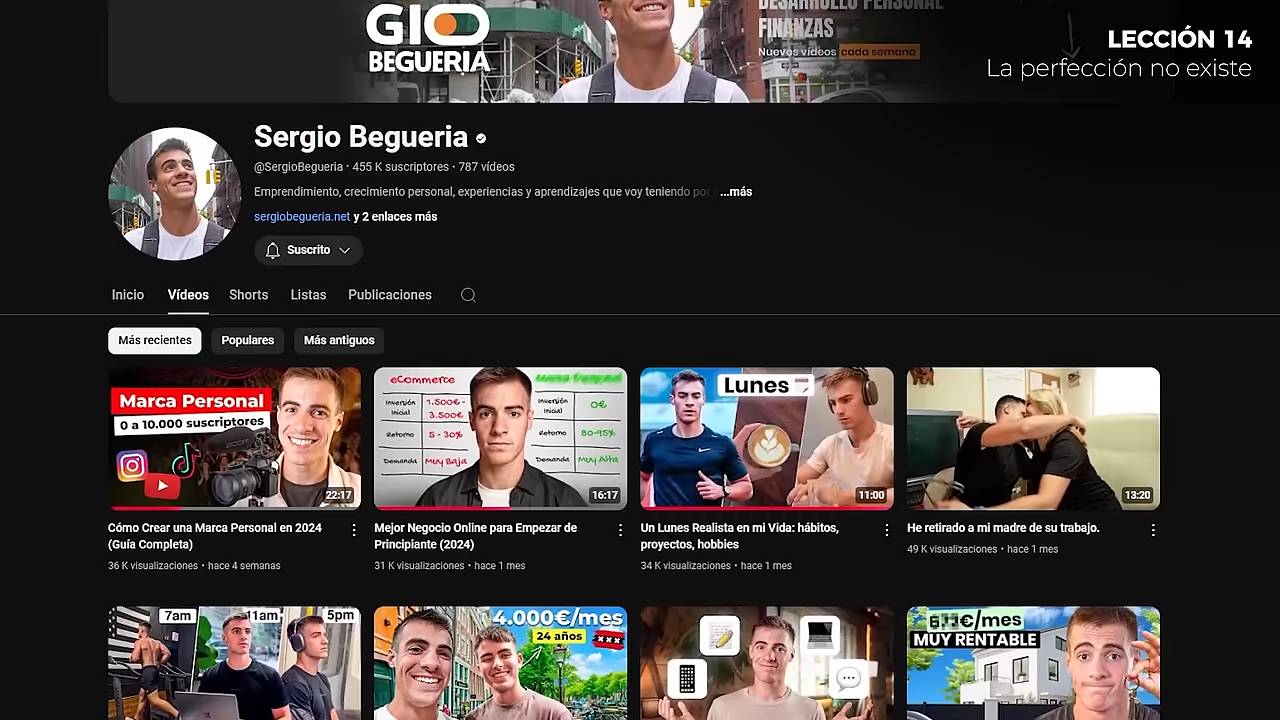 GIO
BEGUERIA
DESARROLLO PERSONAL
FINANZAS
Nuevos vídeos cada semana
LECCIÓN 14
La perfección no existe
Sergio Begueria
@SergioBegueria · 455 K suscriptores · 787 vídeos
Emprendimiento, crecimiento personal, experiencias y aprendizajes que voy teniendo por ...más
sergiobegueria.net y 2 enlaces más
Suscrito
Inicio
Vídeos
Shorts
Listas
Publicaciones
Más recientes
Populares
Más antiguos
Marca Personal
0 a 10.000 suscriptores
22:17
eCommerce
Inversión Inicial
1.500€-
3.500€
Retorno
5-30%
Demanda
Muy Baja
Inversión Inicial
0€
Retorno
80-95%
Demanda
Muy Alta
16:17
Lunes
11:00
13:20
Cómo Crear una Marca Personal en 2024
(Guía Completa)
36 K visualizaciones · hace 4 semanas
Mejor Negocio Online para Empezar de
Principiante (2024)
31 K visualizaciones · hace 1 mes
Un Lunes Realista en mi Vida: hábitos,
proyectos, hobbies
34 K visualizaciones · hace 1 mes
He retirado a mi madre de su trabajo.
49 K visualizaciones · hace 1 mes
7am
11am
5pm
4.000€/mes
24 años
€/mes
MUY RENTABLE